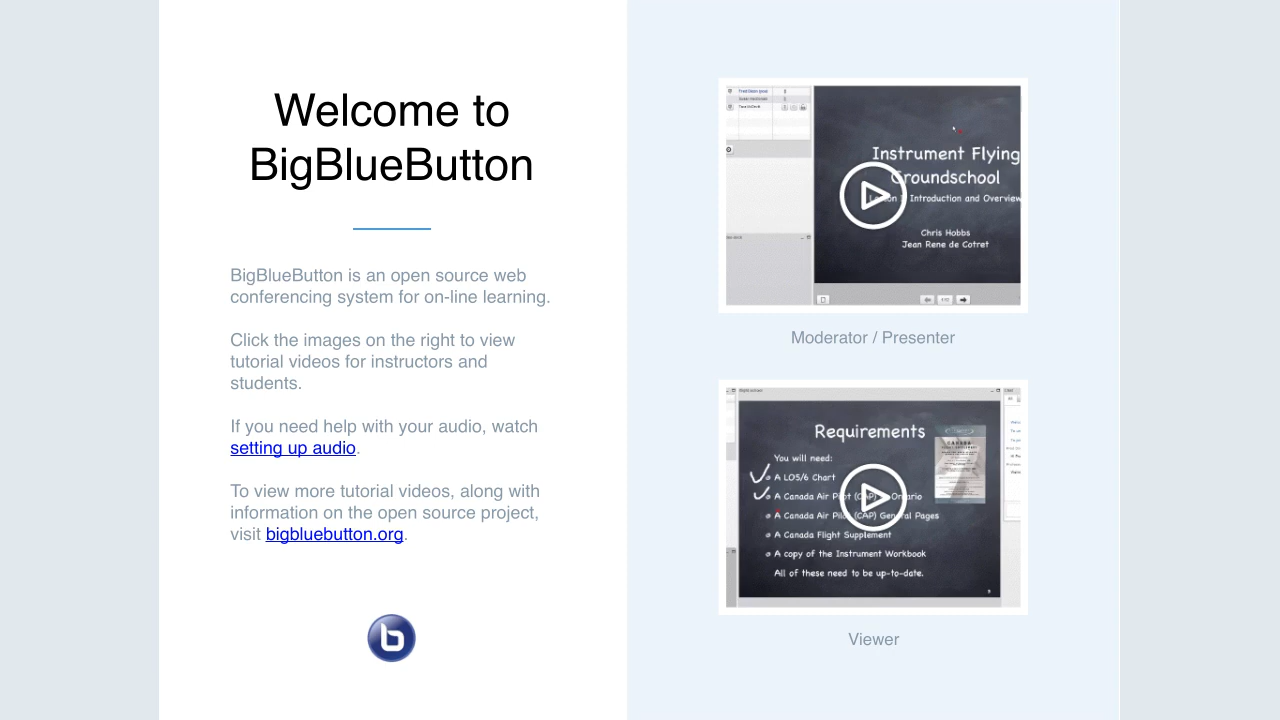 Welcome to
BigBlueButton
BigBlueButton is an open source web
conferencing system for on-line learning.
Click the images on the right to view
tutorial videos for instructors and
students.
If you need help with your audio, watch
setting up audio.
To view more tutorial videos, along with
information on the open source project,
visit bigbluebutton.org.
b
Instrument Flying
Groundschool
Introduction and Overview
Chris Hobbs
Jean Rene de Cotret
Moderator / Presenter
Requirements
You will need:
A LO5/6 Chart
A Canada Air Pilot (CAP) Ontario
A Canada Air Pilot (CAP) General Pages
A Canada Flight Supplement
A copy of the Instrument Workbook
All of these need to be up-to-date.
CANADA
9
Viewer